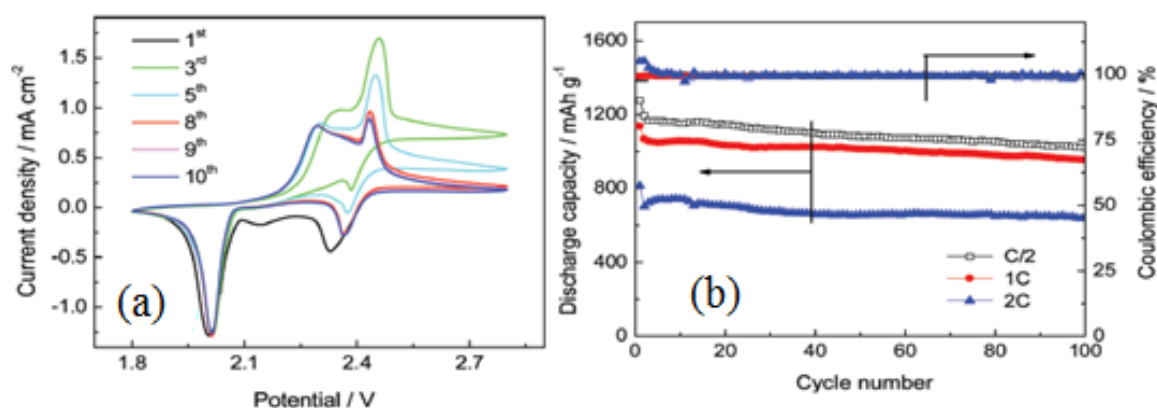 1st
3rd
5th
8th
9th
10th
1.5
1.0
0.5
0.0
-0.5
-1.0
1.8 2.1 2.4 2.7
Current density / mA cm-2
Potential / V
(a)
1600
1400
1200
1000
800
600
400
0
100
75
50
25
0
0 20 40 60 80 100
Discharge capacity / mAh g-1
Coulombic efficiency / %
Cycle number
C/2
1C
2C
(b)